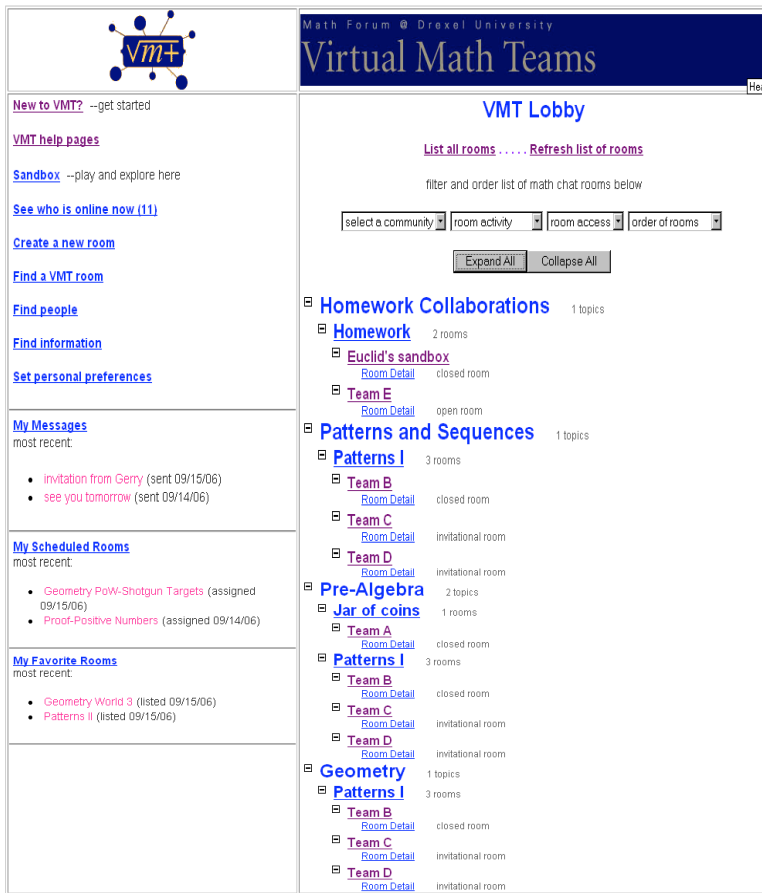 √m+
Math Forum @ Drexel University
Virtual Math Teams
New to VMT? --get started
VMT help pages
Sandbox --play and explore here
See who is online now (11)
Create a new room
Find a VMT room
Find people
Find information
Set personal preferences
My Messages
most recent:
invitation from Gerry (sent 09/15/06)
see you tomorrow (sent 09/14/06)
My Scheduled Rooms
most recent:
Geometry PoW-Shotgun Targets (assigned
09/15/06)
Proof-Positive Numbers (assigned 09/14/06)
My Favorite Rooms
most recent:
Geometry World 3 (listed 09/15/06)
Patterns II (listed 09/15/06)
VMT Lobby
List all rooms . . . . . Refresh list of rooms
filter and order list of math chat rooms below
select a community room activity room access order of rooms
Expand All Collapse All
Homework Collaborations 1 topics
Homework 2 rooms
Euclid's sandbox
Room Detail closed room
Team E
Room Detail open room
Patterns and Sequences 1 topics
Patterns I 3 rooms
Team B
Room Detail closed room
Team C
Room Detail invitational room
Team D
Room Detail invitational room
Pre-Algebra 2 topics
Jar of coins 1 rooms
Team A
Room Detail closed room
Patterns I 3 rooms
Team B
Room Detail closed room
Team C
Room Detail invitational room
Team D
Room Detail invitational room
Geometry 1 topics
Patterns I 3 rooms
Team B
Room Detail closed room
Team C
Room Detail invitational room
Team D
Room Detail invitational room